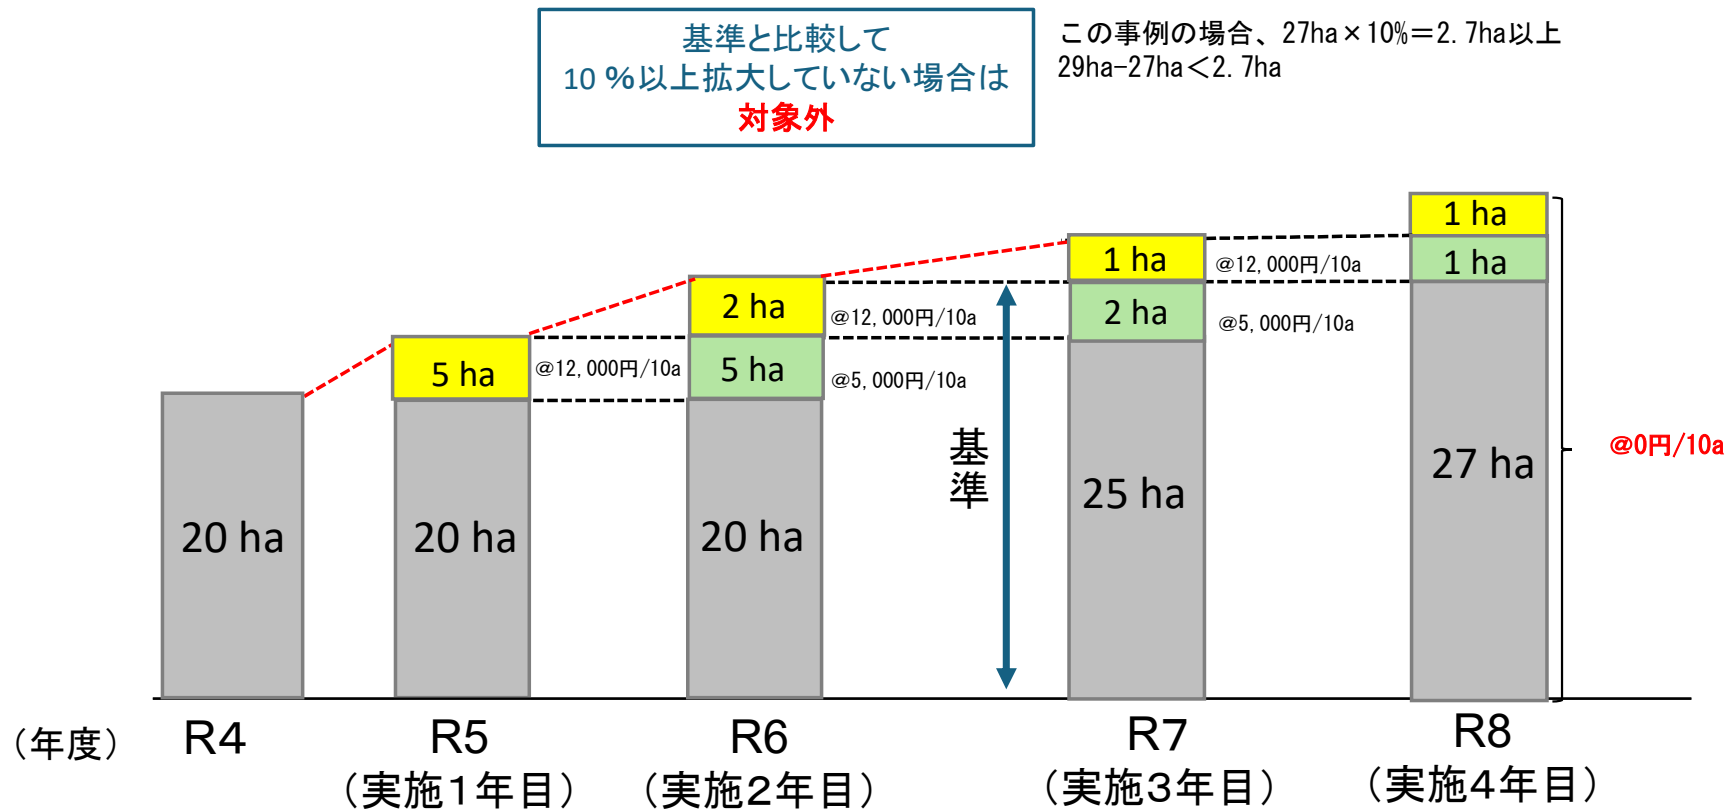 基準と比較して
10 %以上拡大していない場合は
対象外
この事例の場合、27ha×10%=2.7ha以上
29ha−27ha<2.7ha
20 ha
5 ha
20 ha
@12,000円/10a
2 ha
5 ha
20 ha
@12,000円/10a
@5,000円/10a
基準
1 ha
2 ha
25 ha
@12,000円/10a
@5,000円/10a
1 ha
1 ha
27 ha
@0円/10a
（年度）
R4
R5
（実施１年目）
R6
（実施２年目）
R7
（実施３年目）
R8
（実施４年目）